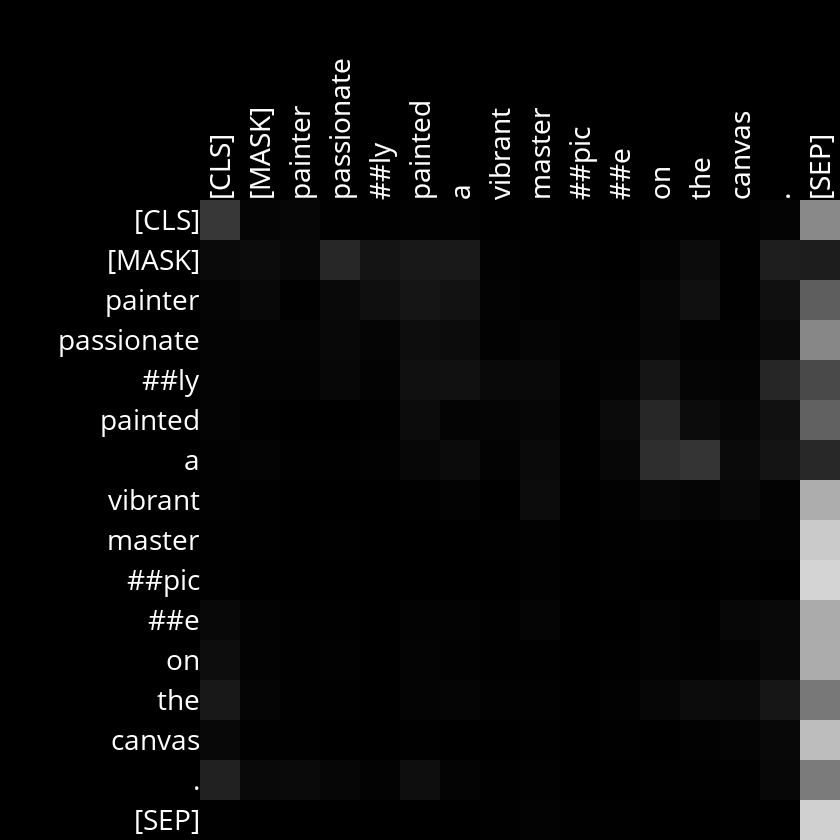 [CLS] [MASK] painter passionate ##ly painted a vibrant master ##pic ##e on the canvas . [SEP]
[CLS]
[MASK]
painter
passionate
##ly
painted
a
vibrant
master
##pic
##e
on
the
canvas
.
[SEP]